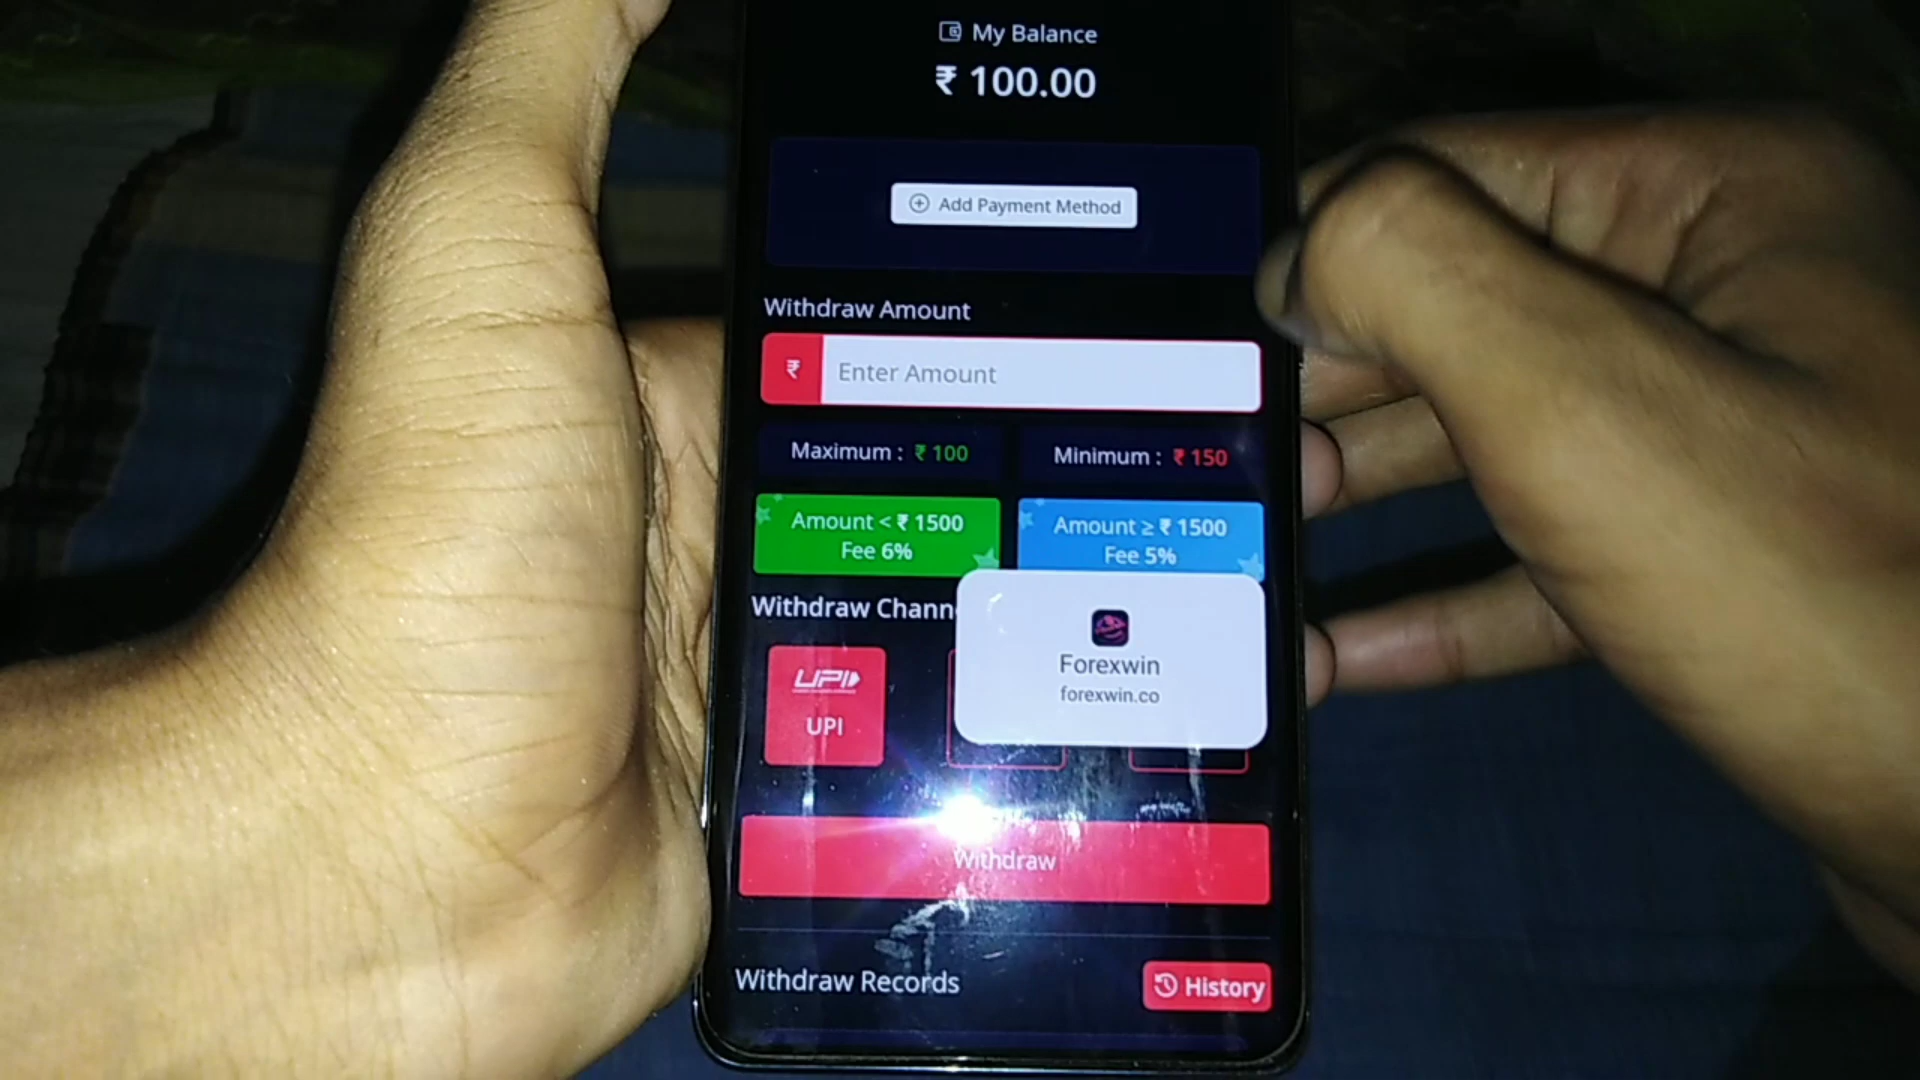 My Balance
₹ 100.00
Add Payment Method
Withdraw Amount
₹ Enter Amount
Maximum : ₹ 100
Minimum : ₹ 150
Amount < ₹ 1500
Fee 6%
Amount ≥ ₹ 1500
Fee 5%
Withdraw Chann
Forexwin
forexwin.co
UPI
UPI
Withdraw
Withdraw Records
History